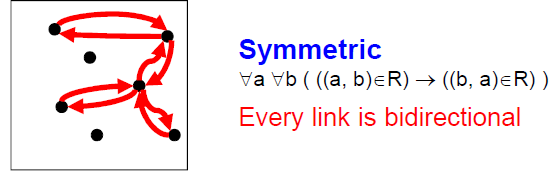 Symmetric
∀a ∀b ( ((a, b)∈R) → ((b, a)∈R) )
Every link is bidirectional